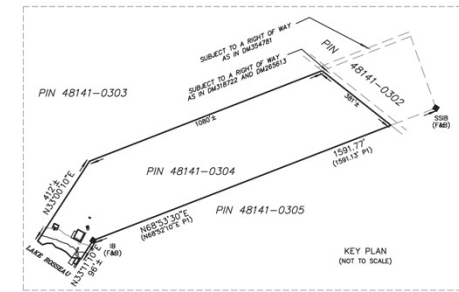 SUBJECT TO A RIGHT OF WAY
AS IN DM354781
SUBJECT TO A RIGHT OF WAY
AS IN DM318722 AND DM265613
PIN 48141-0302
PIN 48141-0303
SSIB
(F&B)
381'±
1080'±
1591.77'
(1591.13' P1)
PIN 48141-0304
412'±
N33°00'10"E
PIN 48141-0305
N68°53'30"E
(N68°52'10"E P1)
IB
(F&B)
N33°11'10"E
96'±
LAKE ROSSEAU
KEY PLAN
(NOT TO SCALE)